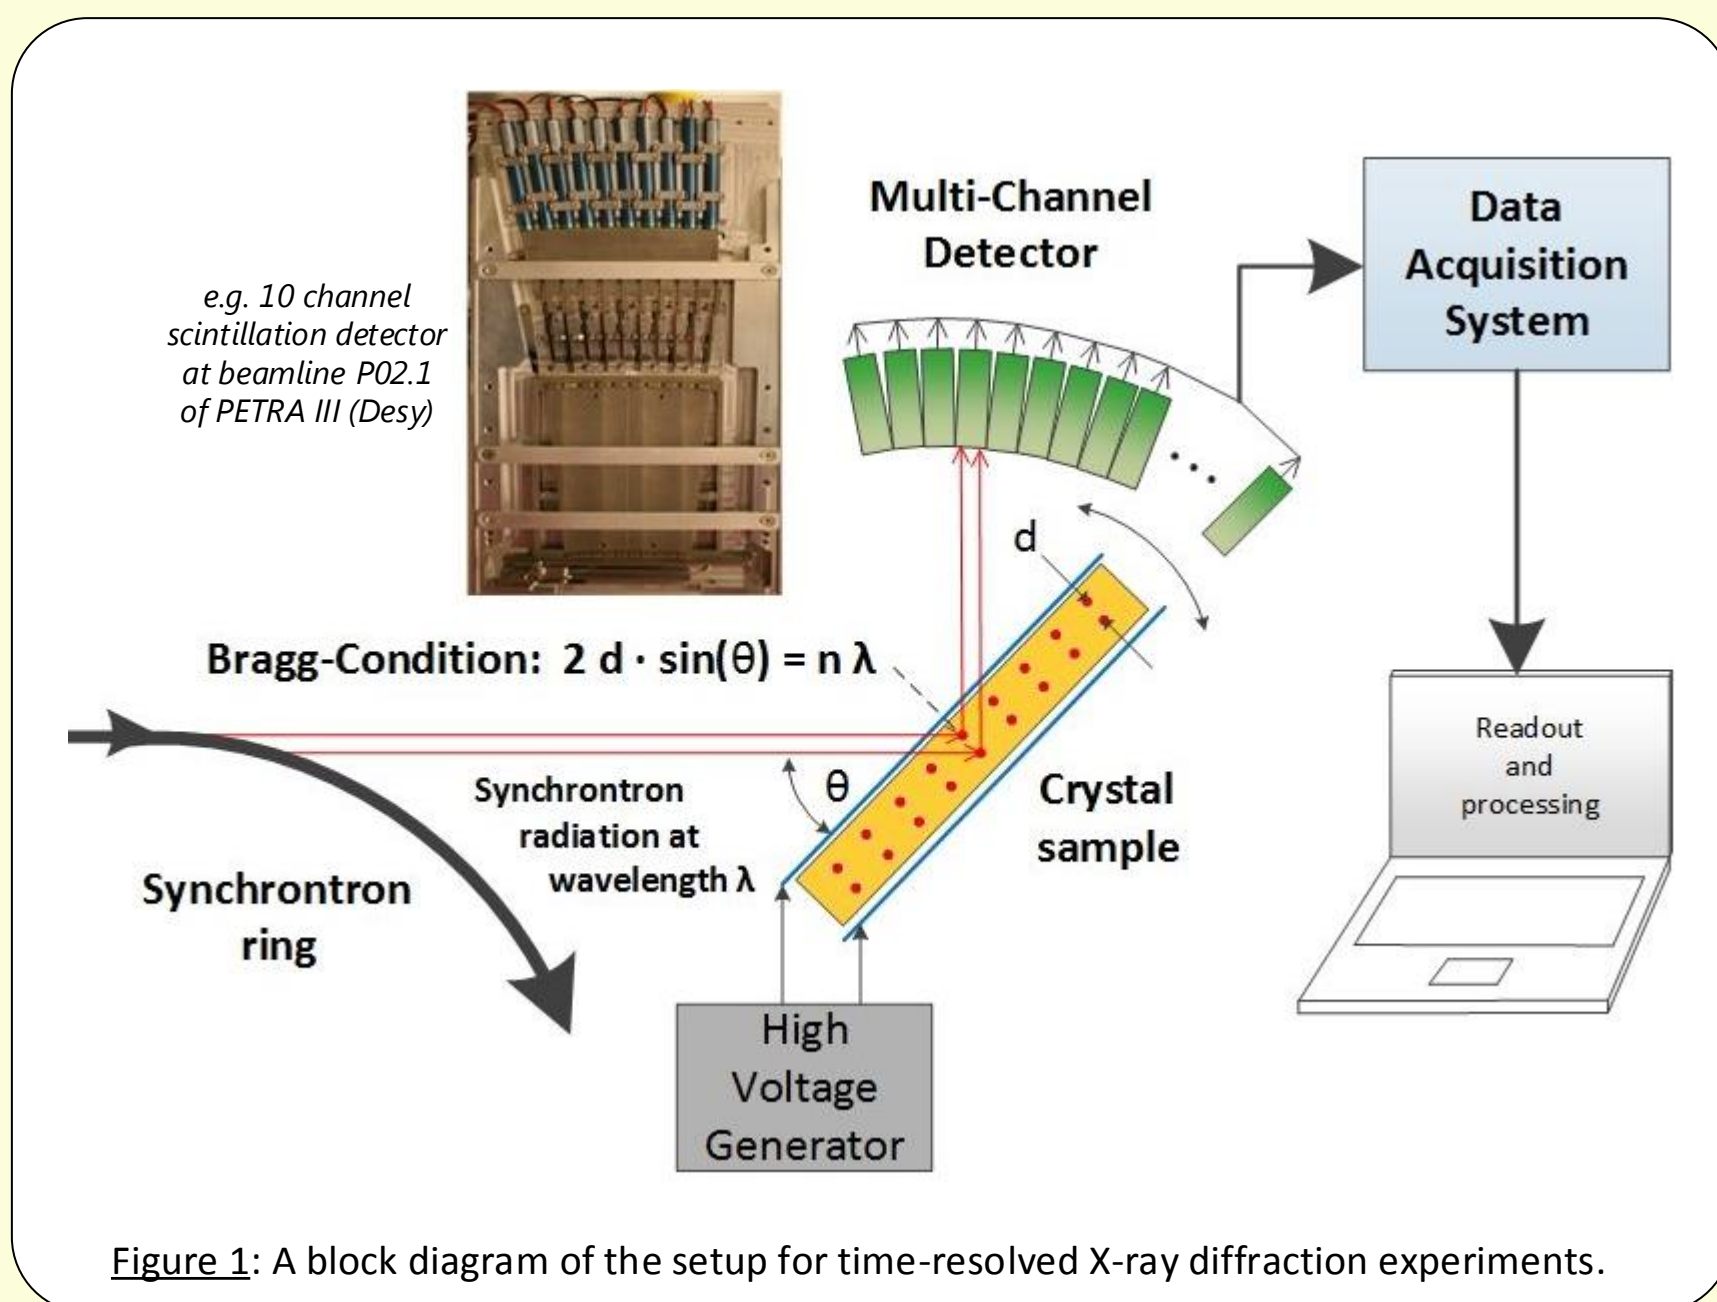 e.g. 10 channel
scintillation detector
at beamline P02.1
of PETRA III (Desy)
Multi-Channel
Detector
Data
Acquisition
System
d
Bragg-Condition: 2 d · sin(θ) = n λ
θ
Synchrontron
radiation at
wavelength λ
Crystal
sample
Readout
and
processing
Synchrontron
ring
High
Voltage
Generator
Figure 1: A block diagram of the setup for time-resolved X-ray diffraction experiments.